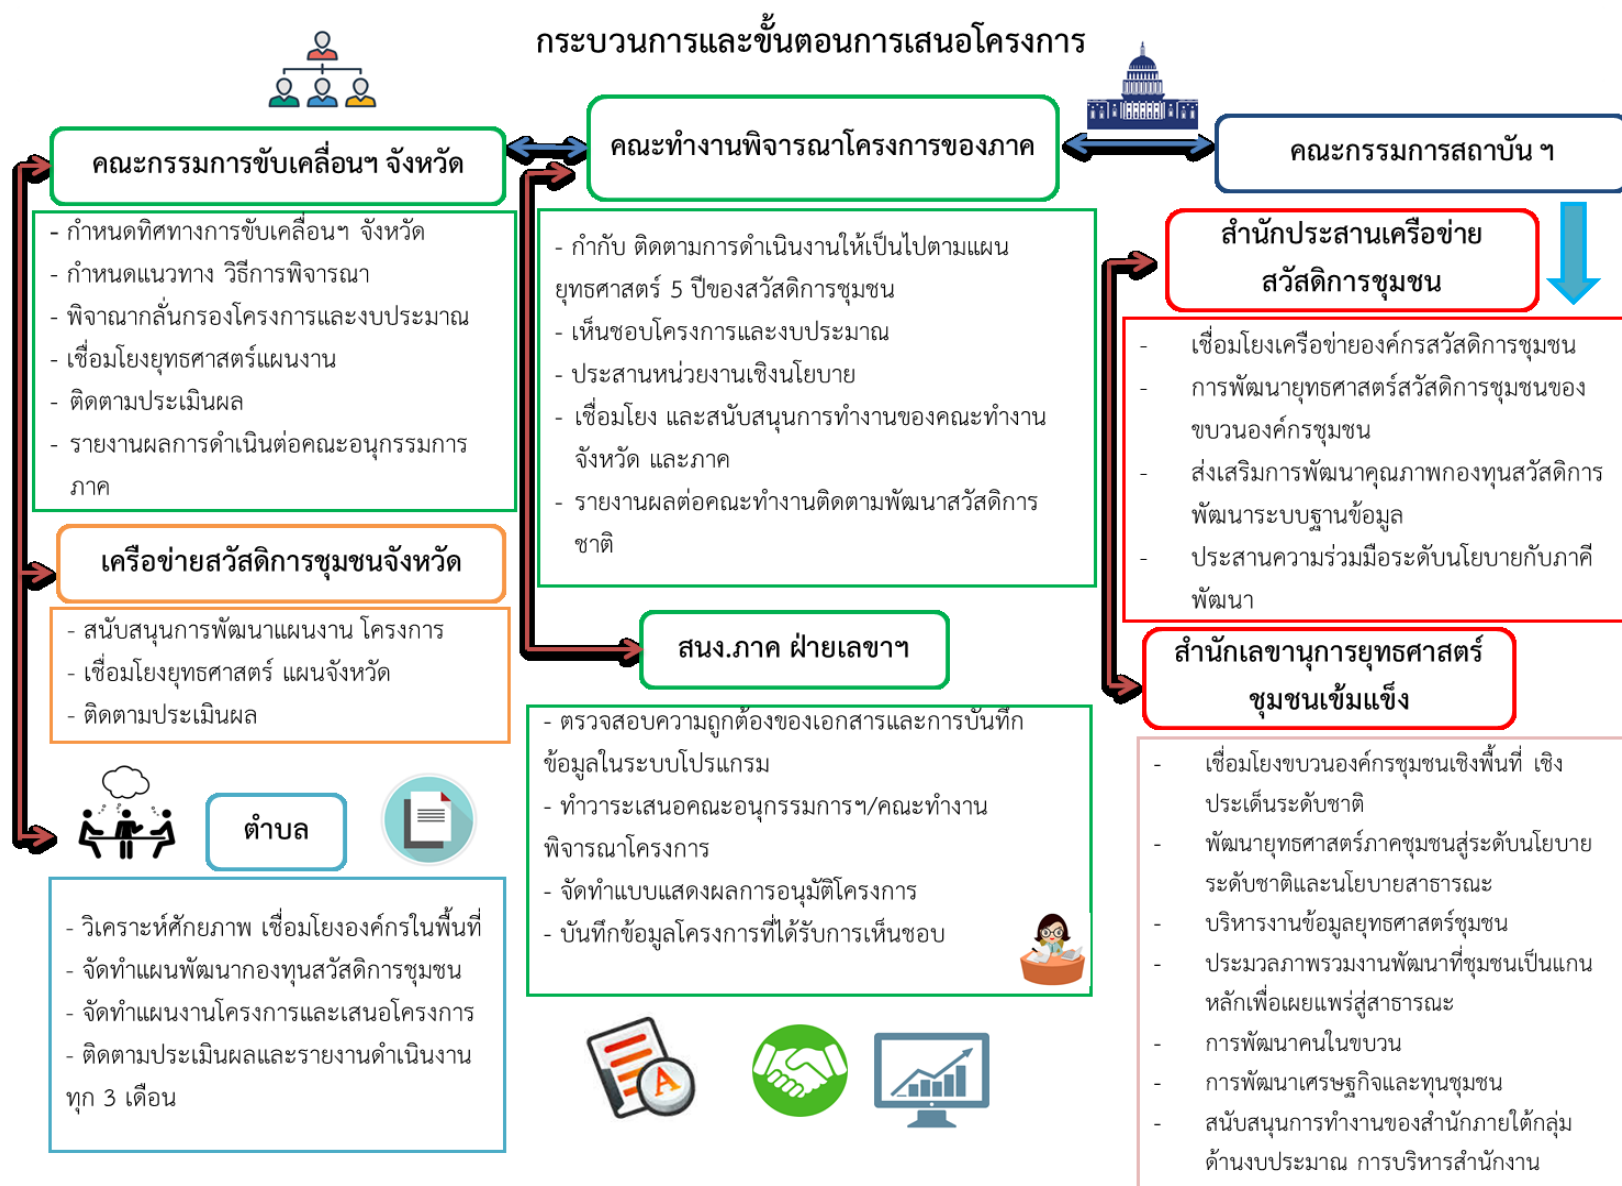 กระบวนการและขั้นตอนการเสนอโครงการ
คณะกรรมการขับเคลื่อนฯ จังหวัด
- กำหนดทิศทางการขับเคลื่อนฯ จังหวัด
- กำหนดแนวทาง วิธีการพิจารณา
- พิจาณากลั่นกรองโครงการและงบประมาณ
- เชื่อมโยงยุทธศาสตร์แผนงาน
- ติดตามประเมินผล
- รายงานผลการดำเนินต่อคณะอนุกรรมการ
ภาค
เครือข่ายสวัสดิการชุมชนจังหวัด
- สนับสนุนการพัฒนาแผนงาน โครงการ
- เชื่อมโยงยุทธศาสตร์ แผนจังหวัด
- ติดตามประเมินผล
ตำบล
- วิเคราะห์ศักยภาพ เชื่อมโยงองค์กรในพื้นที่
- จัดทำแผนพัฒนากองทุนสวัสดิการชุมชน
- จัดทำแผนงานโครงการและเสนอโครงการ
- ติดตามประเมินผลและรายงานดำเนินงาน
ทุก 3 เดือน
คณะทำงานพิจารณาโครงการของภาค
- กำกับ ติดตามการดำเนินงานให้เป็นไปตามแผน
ยุทธศาสตร์ 5 ปีของสวัสดิการชุมชน
- เห็นชอบโครงการและงบประมาณ
- ประสานหน่วยงานเชิงนโยบาย
- เชื่อมโยง และสนับสนุนการทำงานของคณะทำงาน
จังหวัด และภาค
- รายงานผลต่อคณะทำงานติดตามพัฒนาสวัสดิการ
ชาติ
สนง.ภาค ฝ่ายเลขาฯ
- ตรวจสอบความถูกต้องของเอกสารและการบันทึก
ข้อมูลในระบบโปรแกรม
- ทำวาระเสนอคณะอนุกรรมการฯ/คณะทำงาน
พิจารณาโครงการ
- จัดทำแบบแสดงผลการอนุมัติโครงการ
- บันทึกข้อมูลโครงการที่ได้รับการเห็นชอบ
A
คณะกรรมการสถาบัน ฯ
สำนักประสานเครือข่าย
สวัสดิการชุมชน
- เชื่อมโยงเครือข่ายองค์กรสวัสดิการชุมชน
- การพัฒนายุทธศาสตร์สวัสดิการชุมชนของ
ขบวนองค์กรชุมชน
- ส่งเสริมการพัฒนาคุณภาพกองทุนสวัสดิการ
พัฒนาระบบฐานข้อมูล
- ประสานความร่วมมือระดับนโยบายกับภาคี
พัฒนา
สำนักเลขานุการยุทธศาสตร์
ชุมชนเข้มแข็ง
- เชื่อมโยงขบวนองค์กรชุมชนเชิงพื้นที่ เชิง
ประเด็นระดับชาติ
- พัฒนายุทธศาสตร์ภาคชุมชนสู่ระดับนโยบาย
ระดับชาติและนโยบายสาธารณะ
- บริหารงานข้อมูลยุทธศาสตร์ชุมชน
- ประมวลภาพรวมงานพัฒนาที่ชุมชนเป็นแกน
หลักเพื่อเผยแพร่สู่สาธารณะ
- การพัฒนาคนในขบวน
- การพัฒนาเศรษฐกิจและทุนชุมชน
- สนับสนุนการทำงานของสำนักภายใต้กลุ่ม
ด้านงบประมาณ การบริหารสำนักงาน